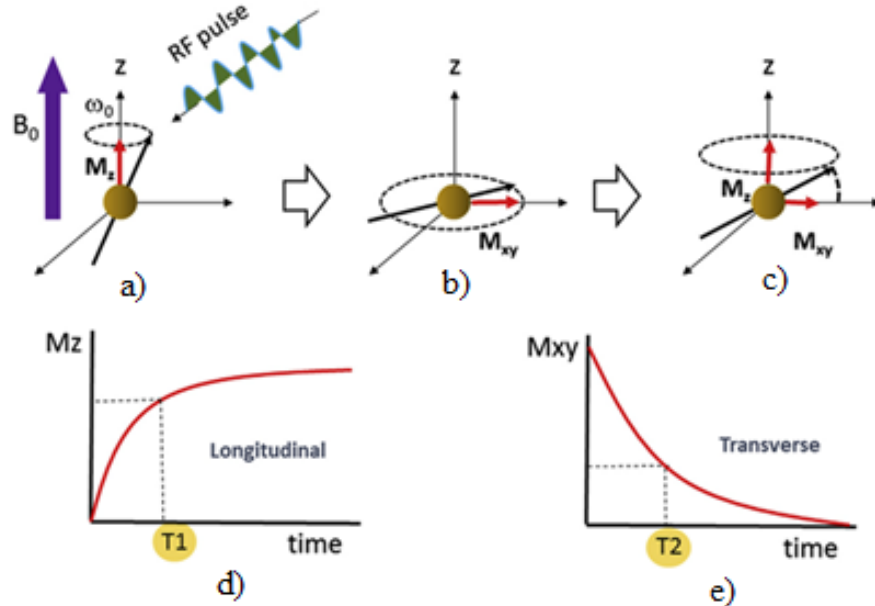 RF pulse
z
z
z
B0
ω0
Mz
Mz
Mxy
Mxy
a)
b)
c)
Mz
Mxy
Longitudinal
Transverse
T1
time
T2
time
d)
e)